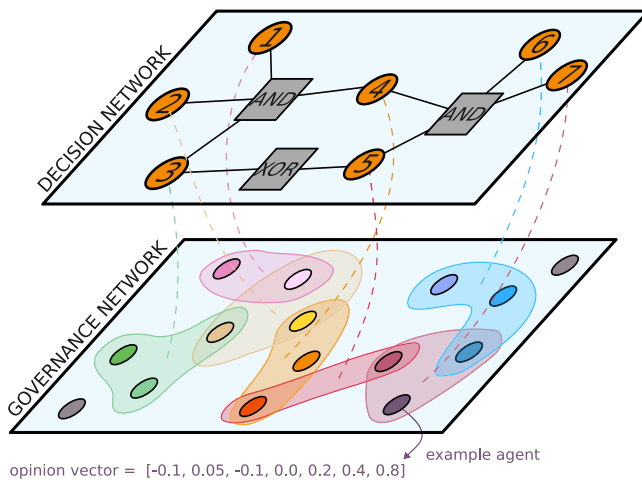 DECISION NETWORK
1
2
3
4
5
6
7
AND
XOR
AND
GOVERNANCE NETWORK
example agent
opinion vector = [-0.1, 0.05, -0.1, 0.0, 0.2, 0.4, 0.8]